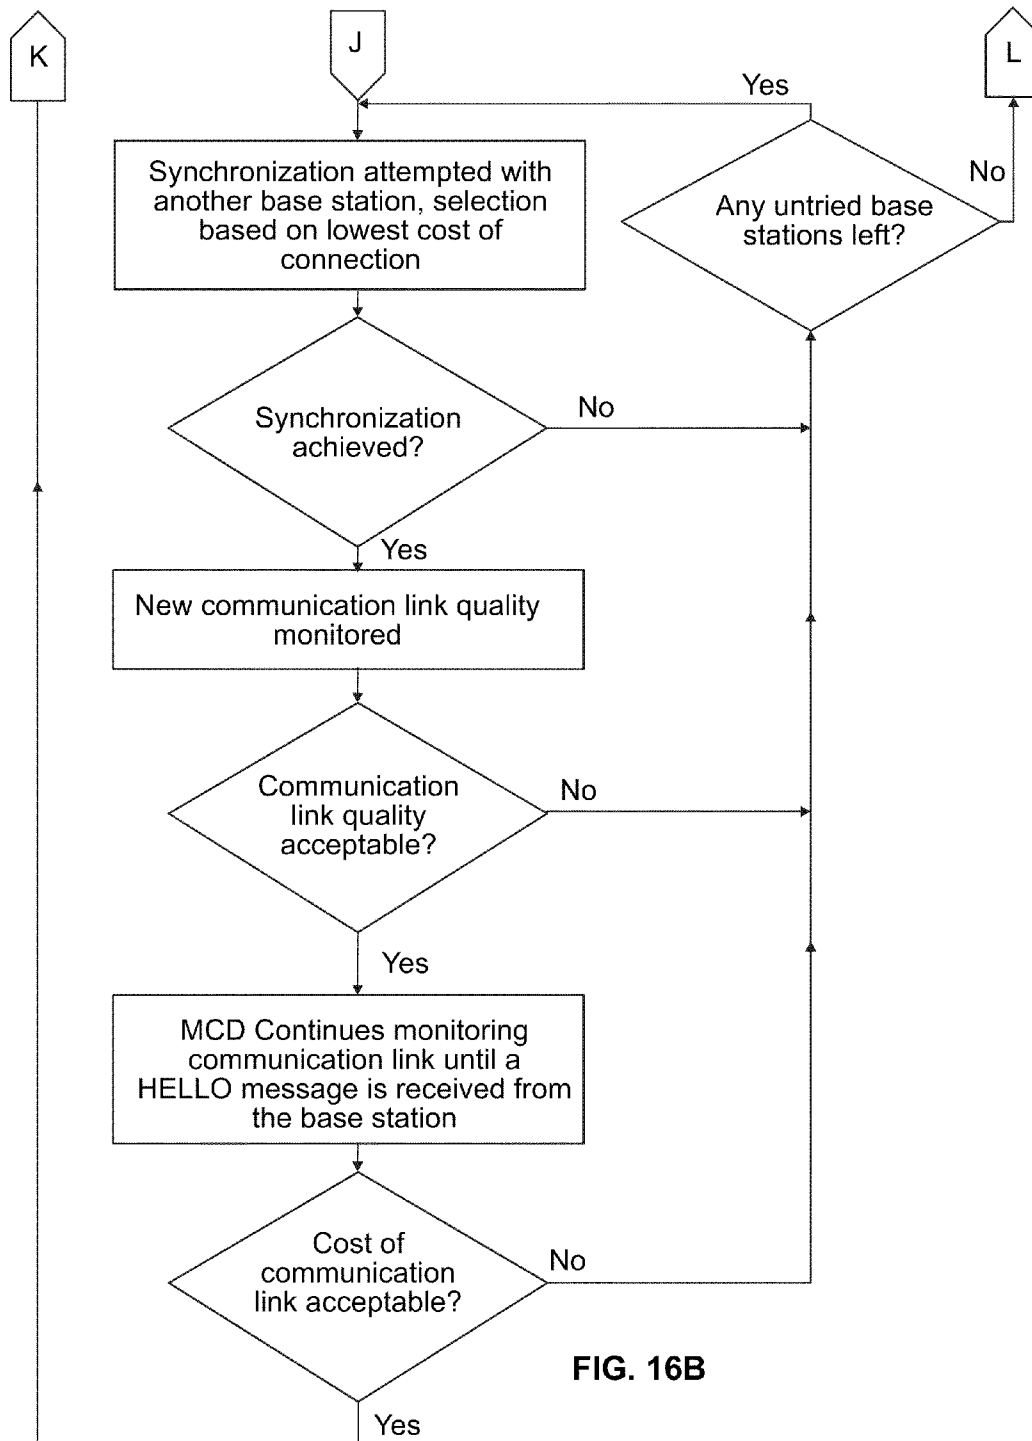 K
J
L
Yes
Synchronization attempted with
another base station, selection
based on lowest cost of
connection
Any untried base
stations left?
No
Synchronization
achieved?
No
Yes
New communication link quality
monitored
Communication
link quality
acceptable?
No
Yes
MCD Continues monitoring
communication link until a
HELLO message is received from
the base station
Cost of
communication
link acceptable?
No
FIG. 16B
Yes